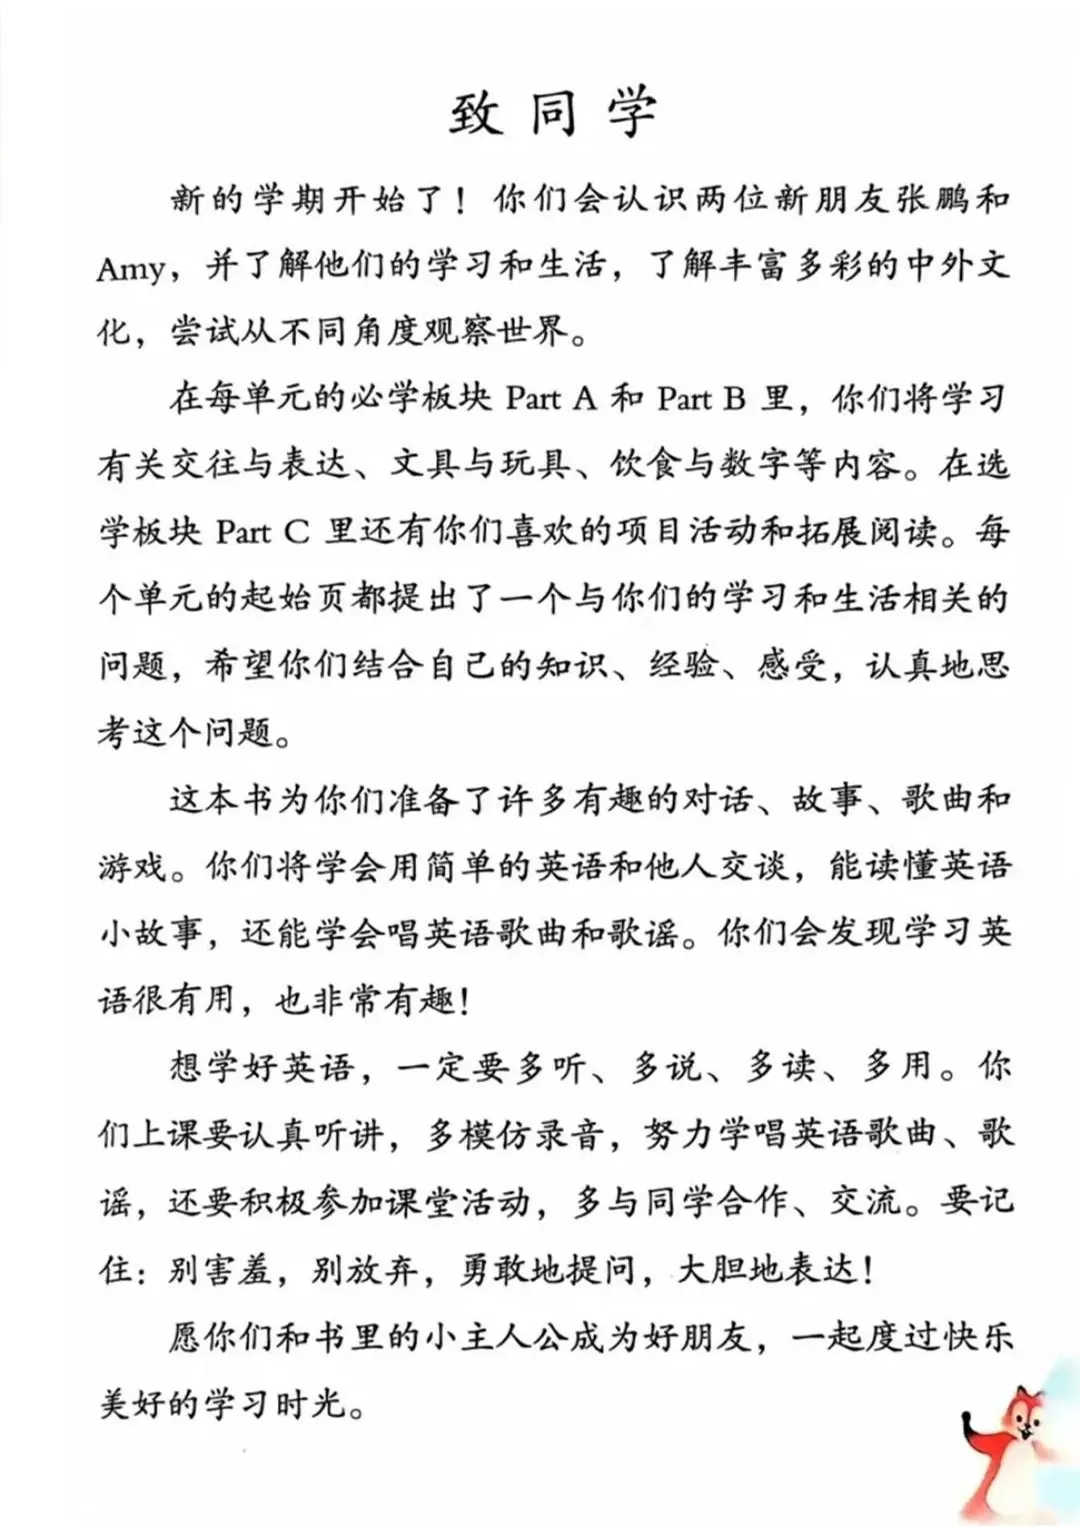 致同学
新的学期开始了！你们会认识两位新朋友张鹏和
Amy，并了解他们的学习和生活，了解丰富多彩的中外文
化，尝试从不同角度观察世界。
在每单元的必学板块 Part A 和 Part B 里，你们将学习
有关交往与表达、文具与玩具、饮食与数字等内容。在选
学板块 Part C 里还有你们喜欢的项目活动和拓展阅读。每
个单元的起始页都提出了一个与你们的学习和生活相关的
问题，希望你们结合自己的知识、经验、感受，认真地思
考这个问题。
这本书为你们准备了许多有趣的对话、故事、歌曲和
游戏。你们将学会用简单的英语和他人交谈，能读懂英语
小故事，还能学会唱英语歌曲和歌谣。你们会发现学习英
语很有用，也非常有趣！
想学好英语，一定要多听、多说、多读、多用。你
们上课要认真听讲，多模仿录音，努力学唱英语歌曲、歌
谣，还要积极参加课堂活动，多与同学合作、交流。要记
住：别害羞，别放弃，勇敢地提问，大胆地表达！
愿你们和书里的小主人公成为好朋友，一起度过快乐
美好的学习时光。